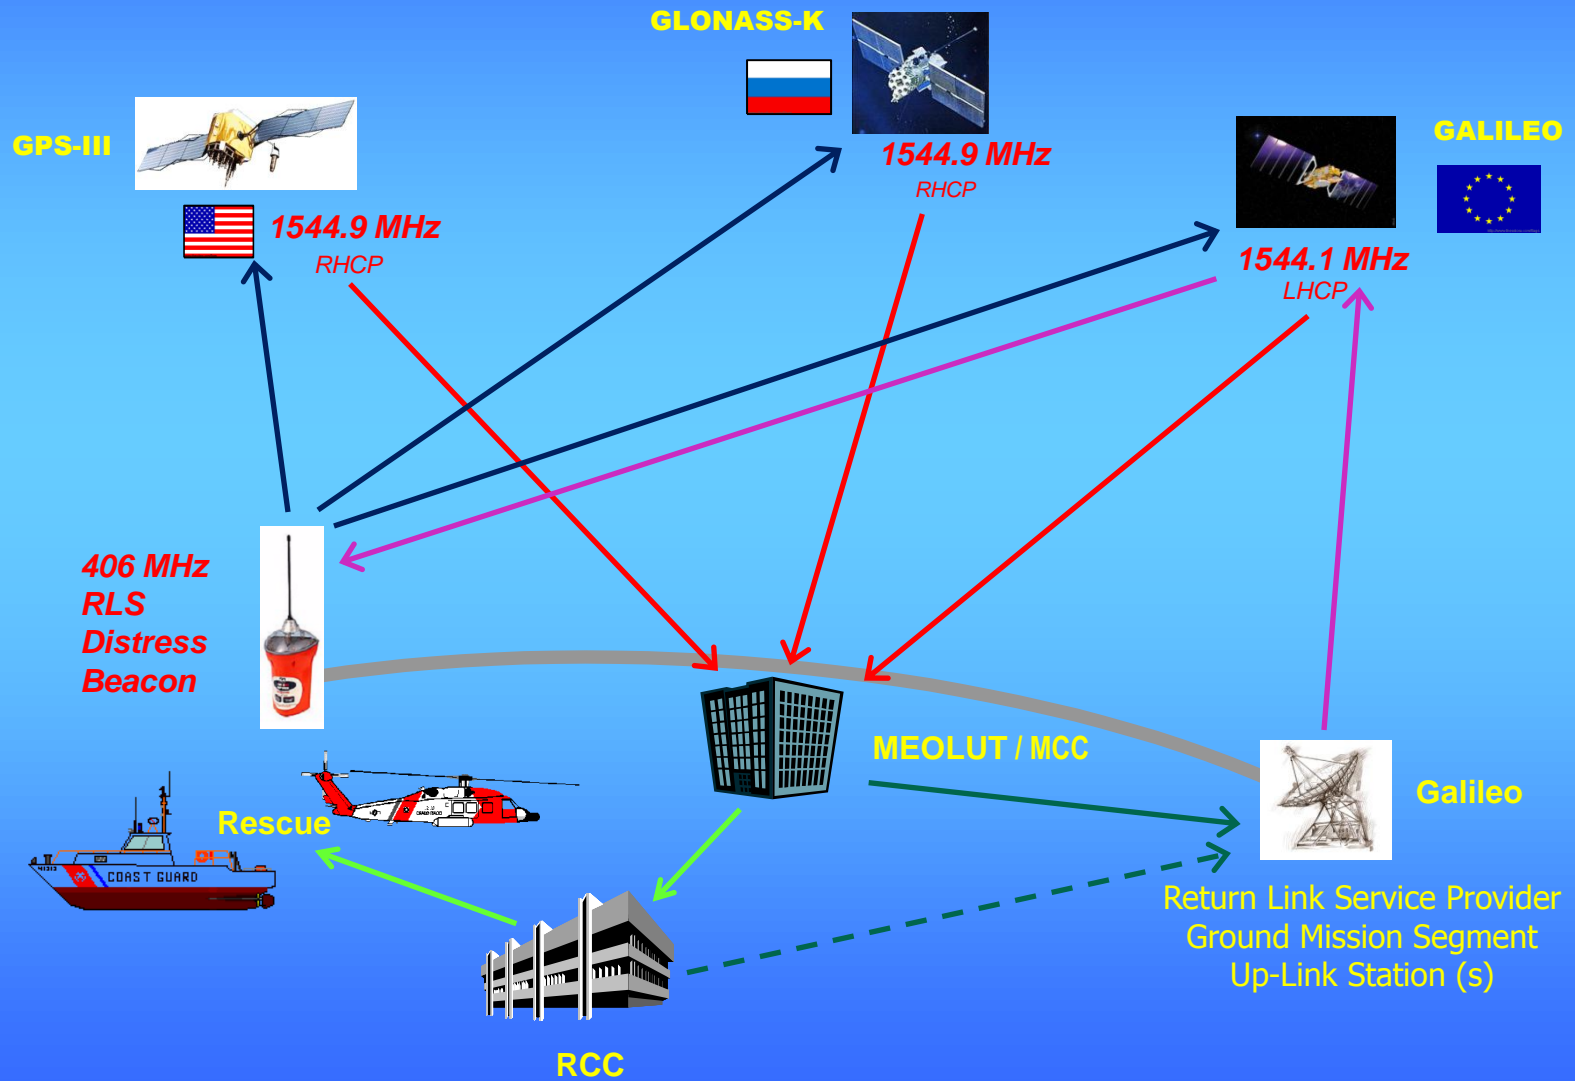 GLONASS-K
GPS-III
GALILEO
1544.9 MHz
RHCP
1544.9 MHz
RHCP
1544.1 MHz
LHCP
406 MHz
RLS
Distress
Beacon
MEOLUT / MCC
Galileo
Rescue
COAST GUARD
Return Link Service Provider
Ground Mission Segment
Up-Link Station (s)
RCC